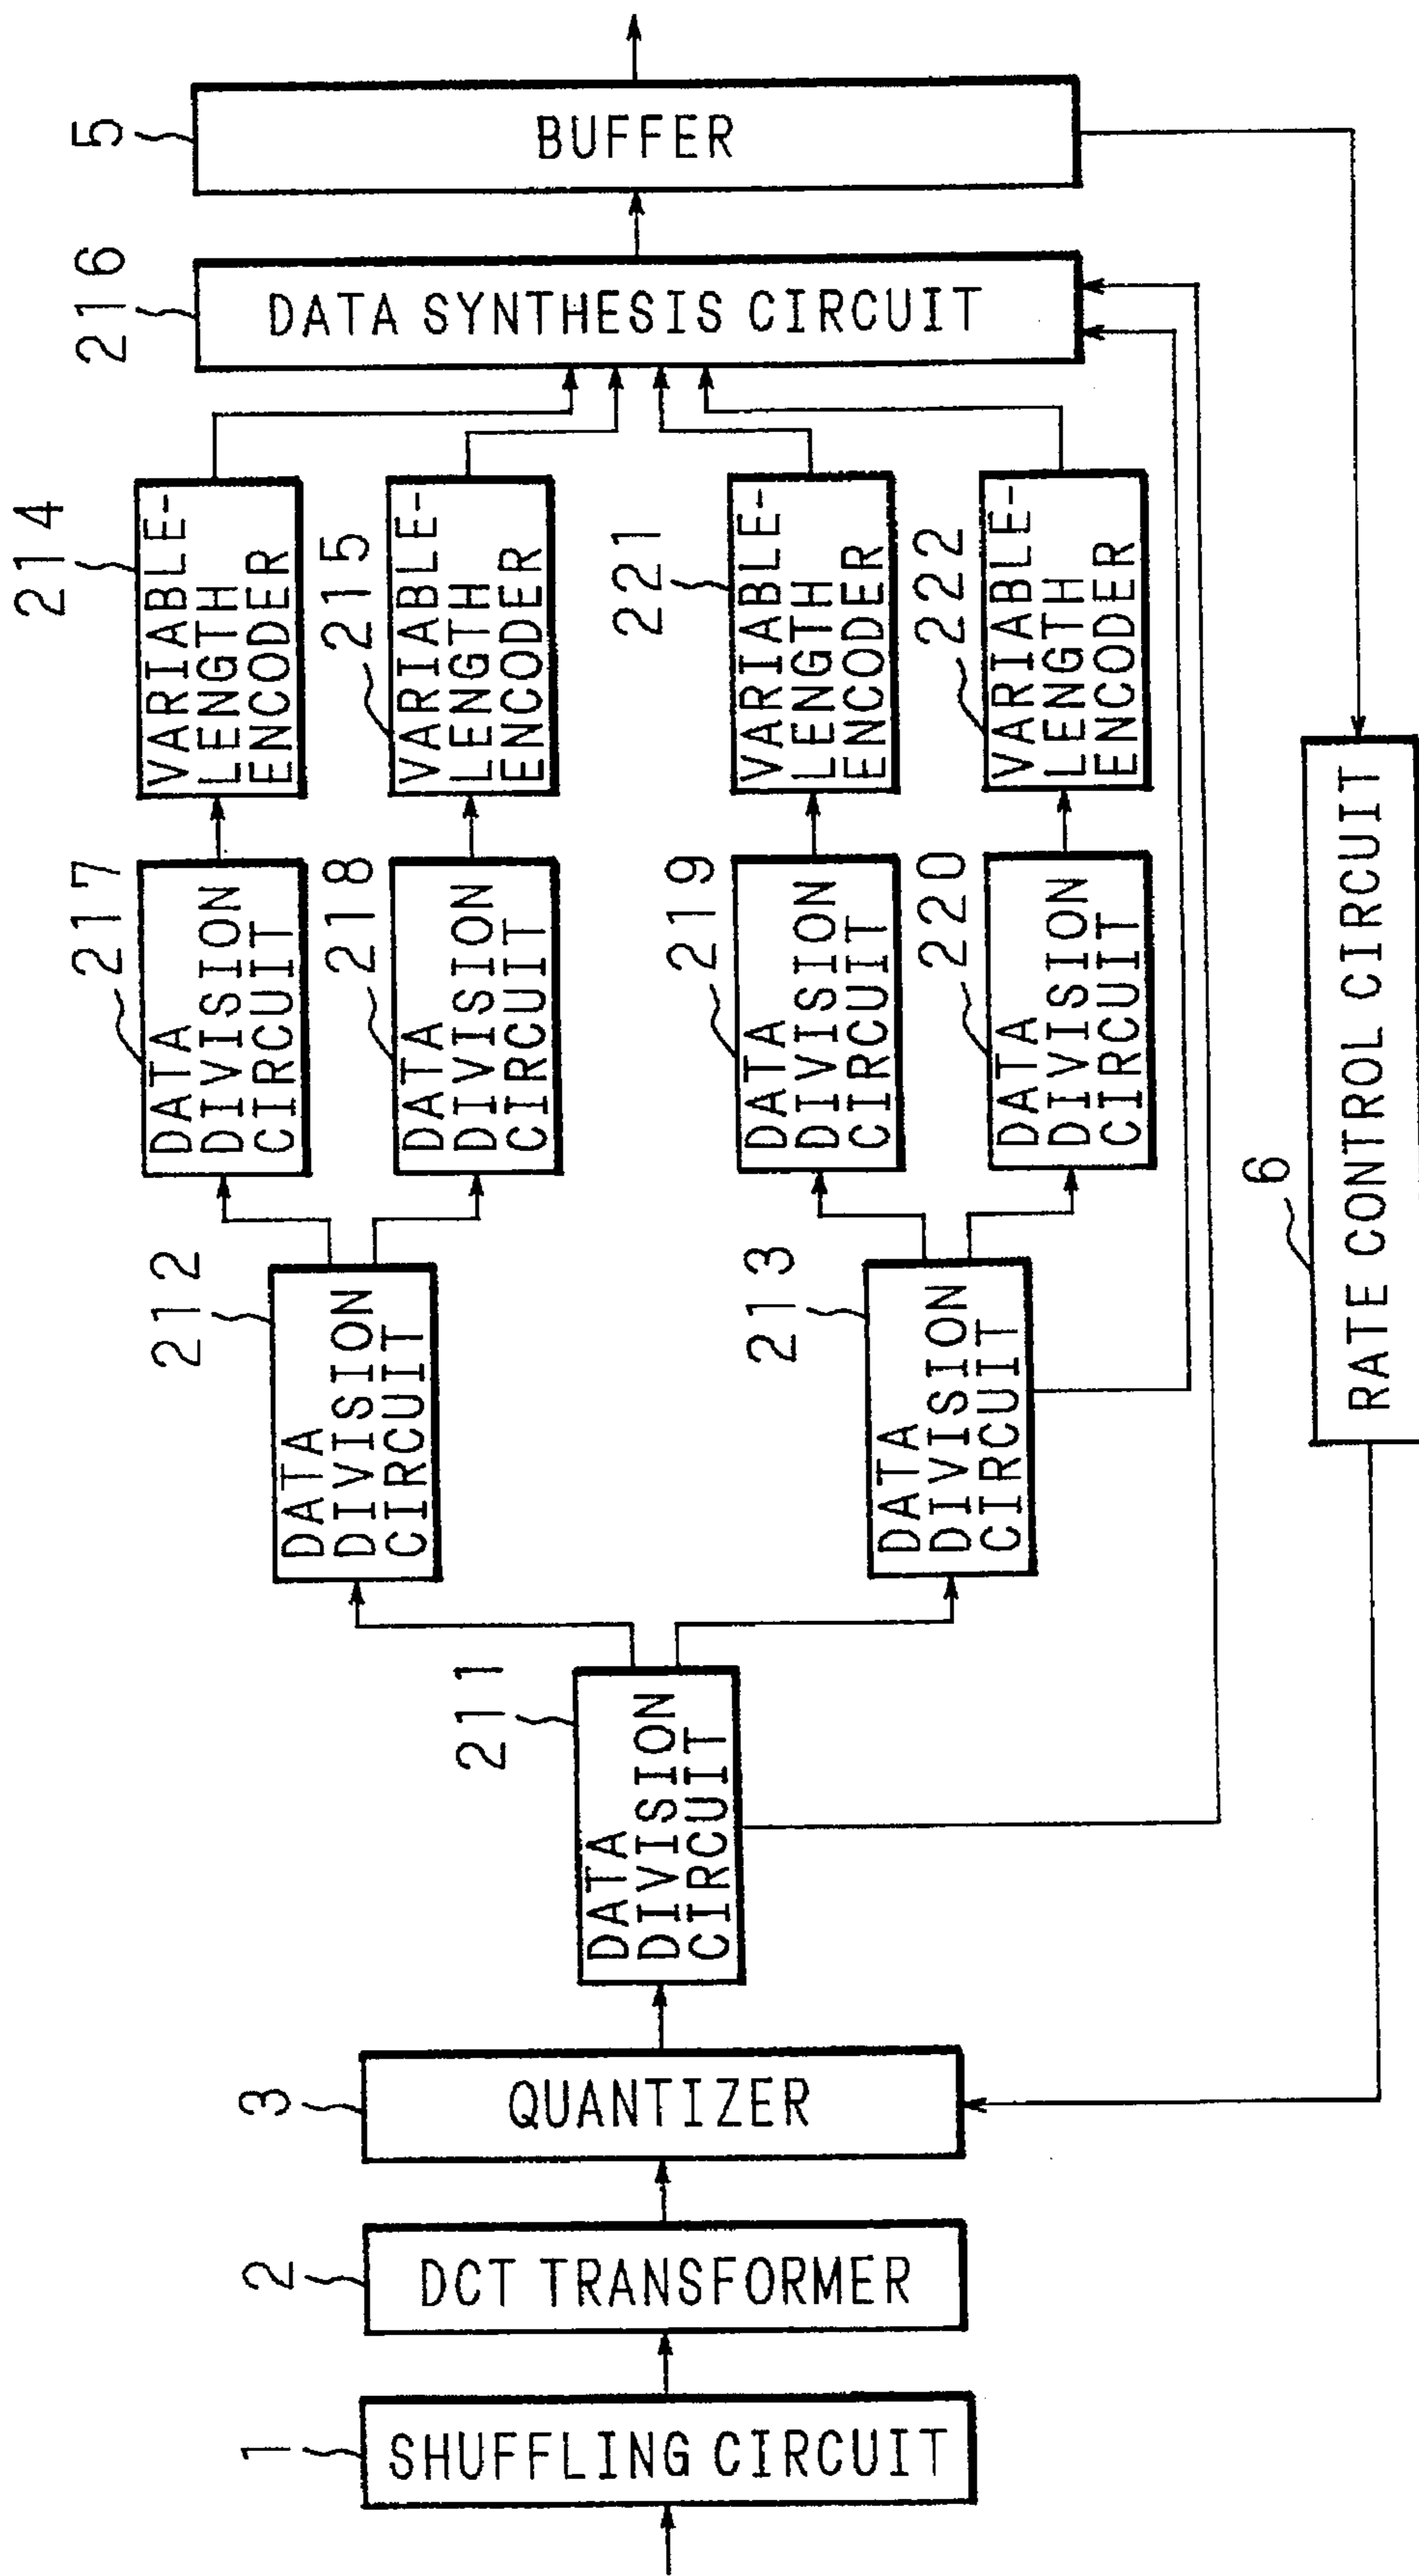 1
SHUFFLING CIRCUIT
2
DCT TRANSFORMER
3
QUANTIZER
211
DATA
DIVISION
CIRCUIT
212
DATA
DIVISION
CIRCUIT
213
DATA
DIVISION
CIRCUIT
217
DATA
DIVISION
CIRCUIT
218
DATA
DIVISION
CIRCUIT
219
DATA
DIVISION
CIRCUIT
220
DATA
DIVISION
CIRCUIT
214
VARIABLE-
LENGTH
ENCODER
215
VARIABLE-
LENGTH
ENCODER
221
VARIABLE-
LENGTH
ENCODER
222
VARIABLE-
LENGTH
ENCODER
216
DATA SYNTHESIS CIRCUIT
5
BUFFER
6
RATE CONTROL CIRCUIT